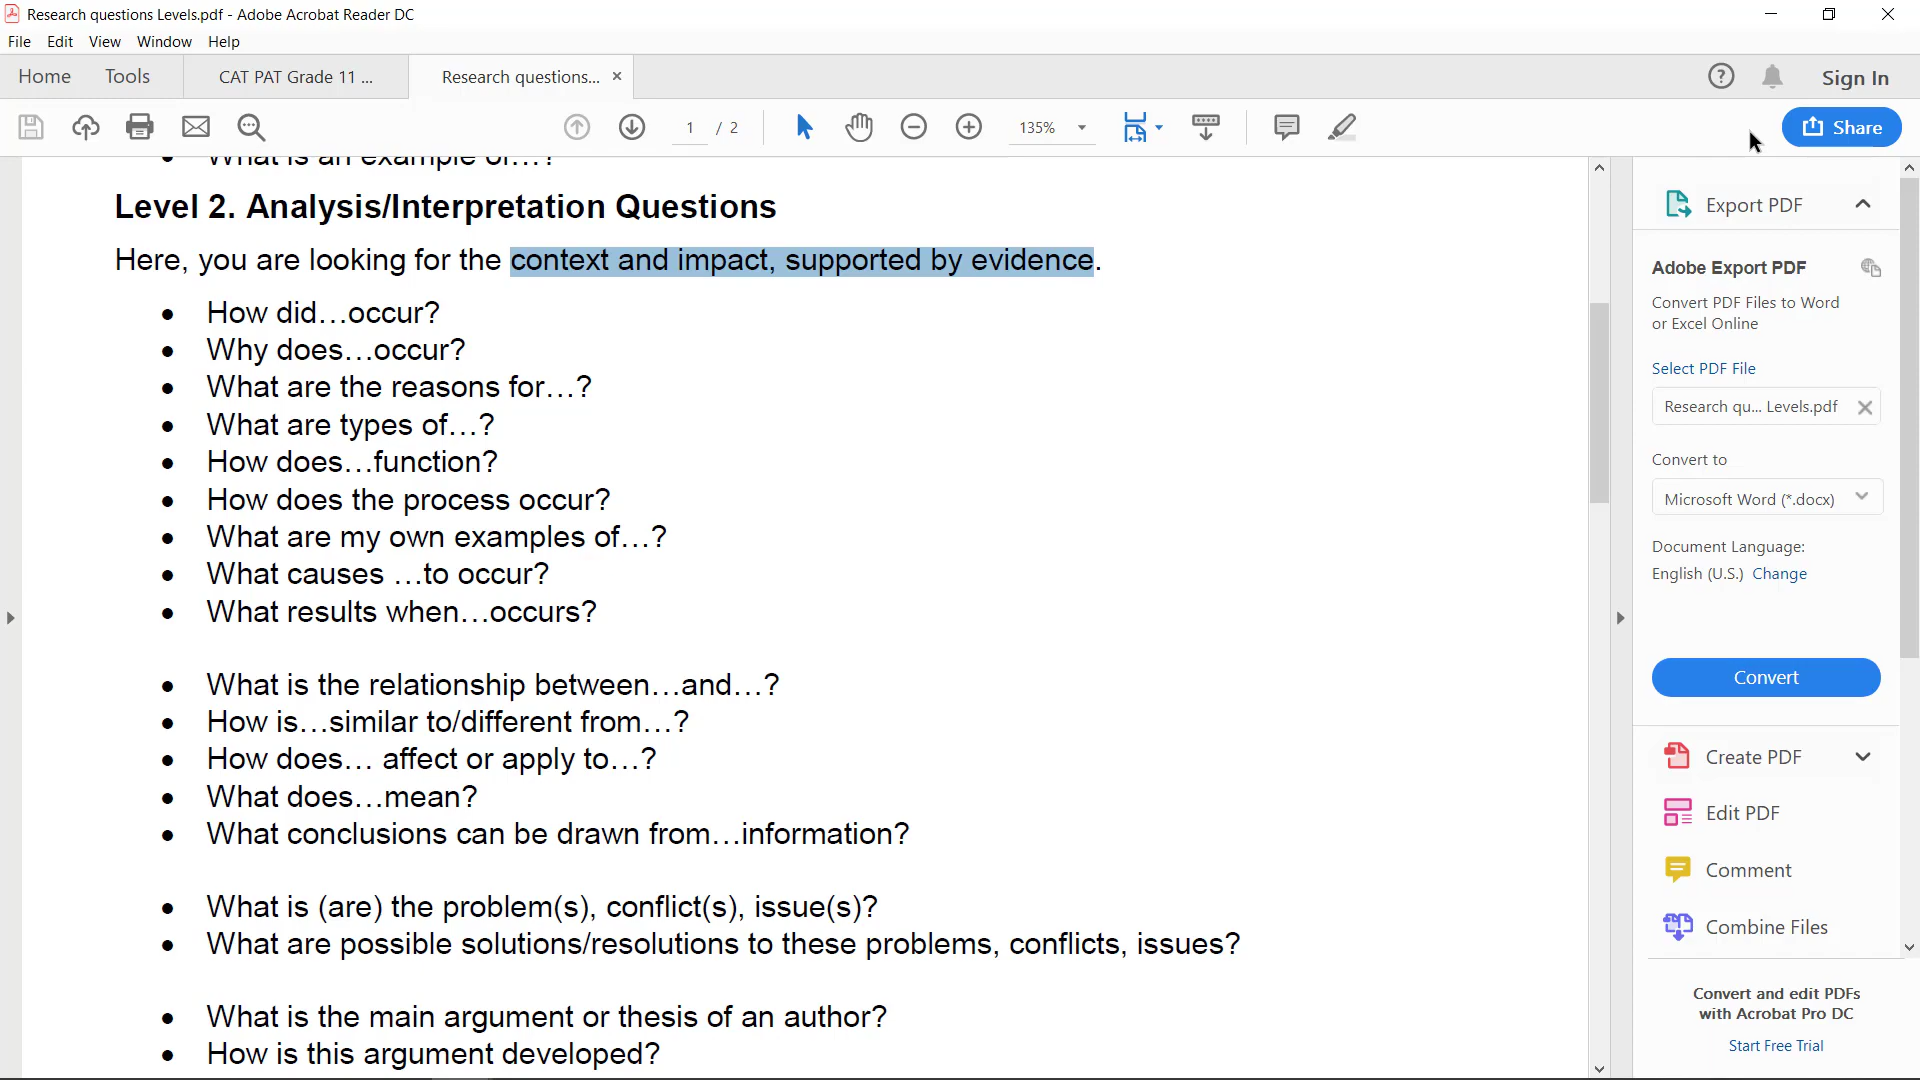 Research questions Levels.pdf - Adobe Acrobat Reader DC
File Edit View Window Help
Home Tools CAT PAT Grade 11 ... Research questions... × Sign In
1 / 2 135% Share
What is an example of…?
Level 2. Analysis/Interpretation Questions
Here, you are looking for the context and impact, supported by evidence.
• How did…occur?
• Why does…occur?
• What are the reasons for…?
• What are types of…?
• How does…function?
• How does the process occur?
• What are my own examples of…?
• What causes …to occur?
• What results when…occurs?
• What is the relationship between…and…?
• How is…similar to/different from…?
• How does… affect or apply to…?
• What does…mean?
• What conclusions can be drawn from…information?
• What is (are) the problem(s), conflict(s), issue(s)?
• What are possible solutions/resolutions to these problems, conflicts, issues?
• What is the main argument or thesis of an author?
• How is this argument developed?
Export PDF
Adobe Export PDF
Convert PDF Files to Word
or Excel Online
Select PDF File
Research qu... Levels.pdf
Convert to
Microsoft Word (*.docx)
Document Language:
English (U.S.) Change
Convert
Create PDF
Edit PDF
Comment
Combine Files
Convert and edit PDFs
with Acrobat Pro DC
Start Free Trial